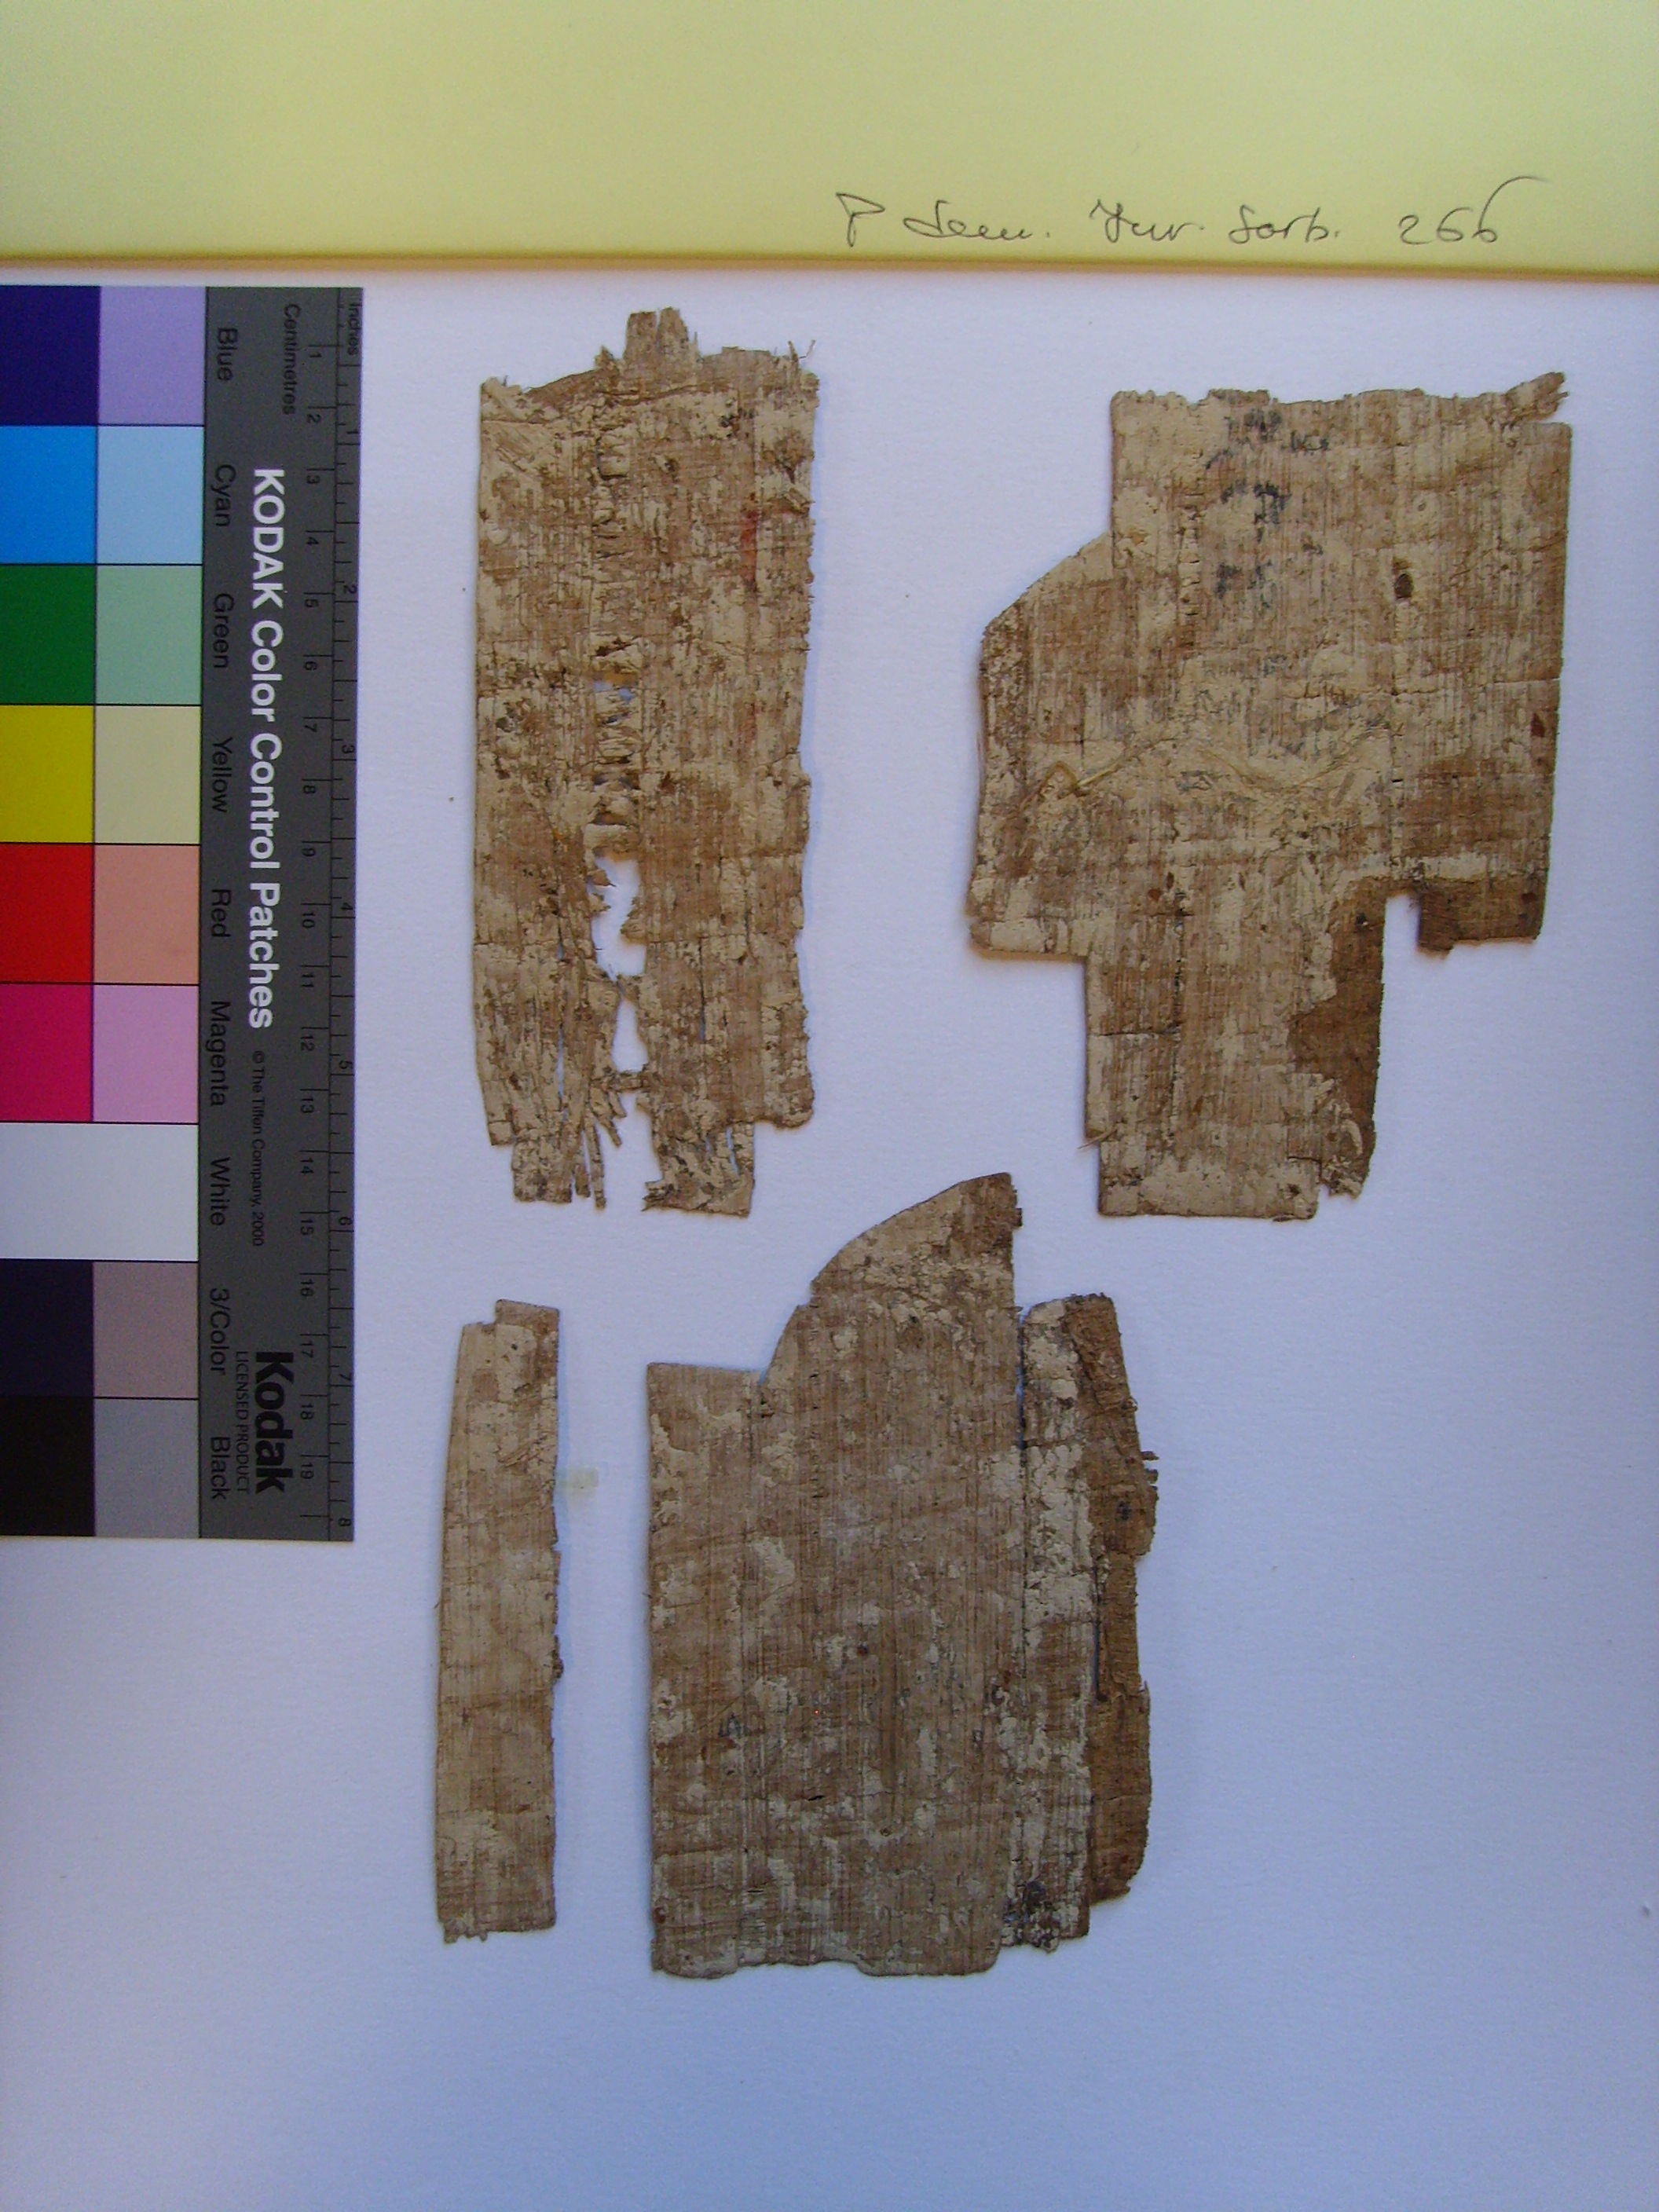 P Dem. Inv. Sorb. 266
Inches
Centimetres
1 2 3 4 5 6 7 8
1 2 3 4 5 6 7 8 9 10 11 12 13 14 15 16 17 18 19
KODAK Color Control Patches
© The Tiffen Company, 2000
Kodak
LICENSED PRODUCT
Blue Cyan Green Yellow Red Magenta White 3/Color Black